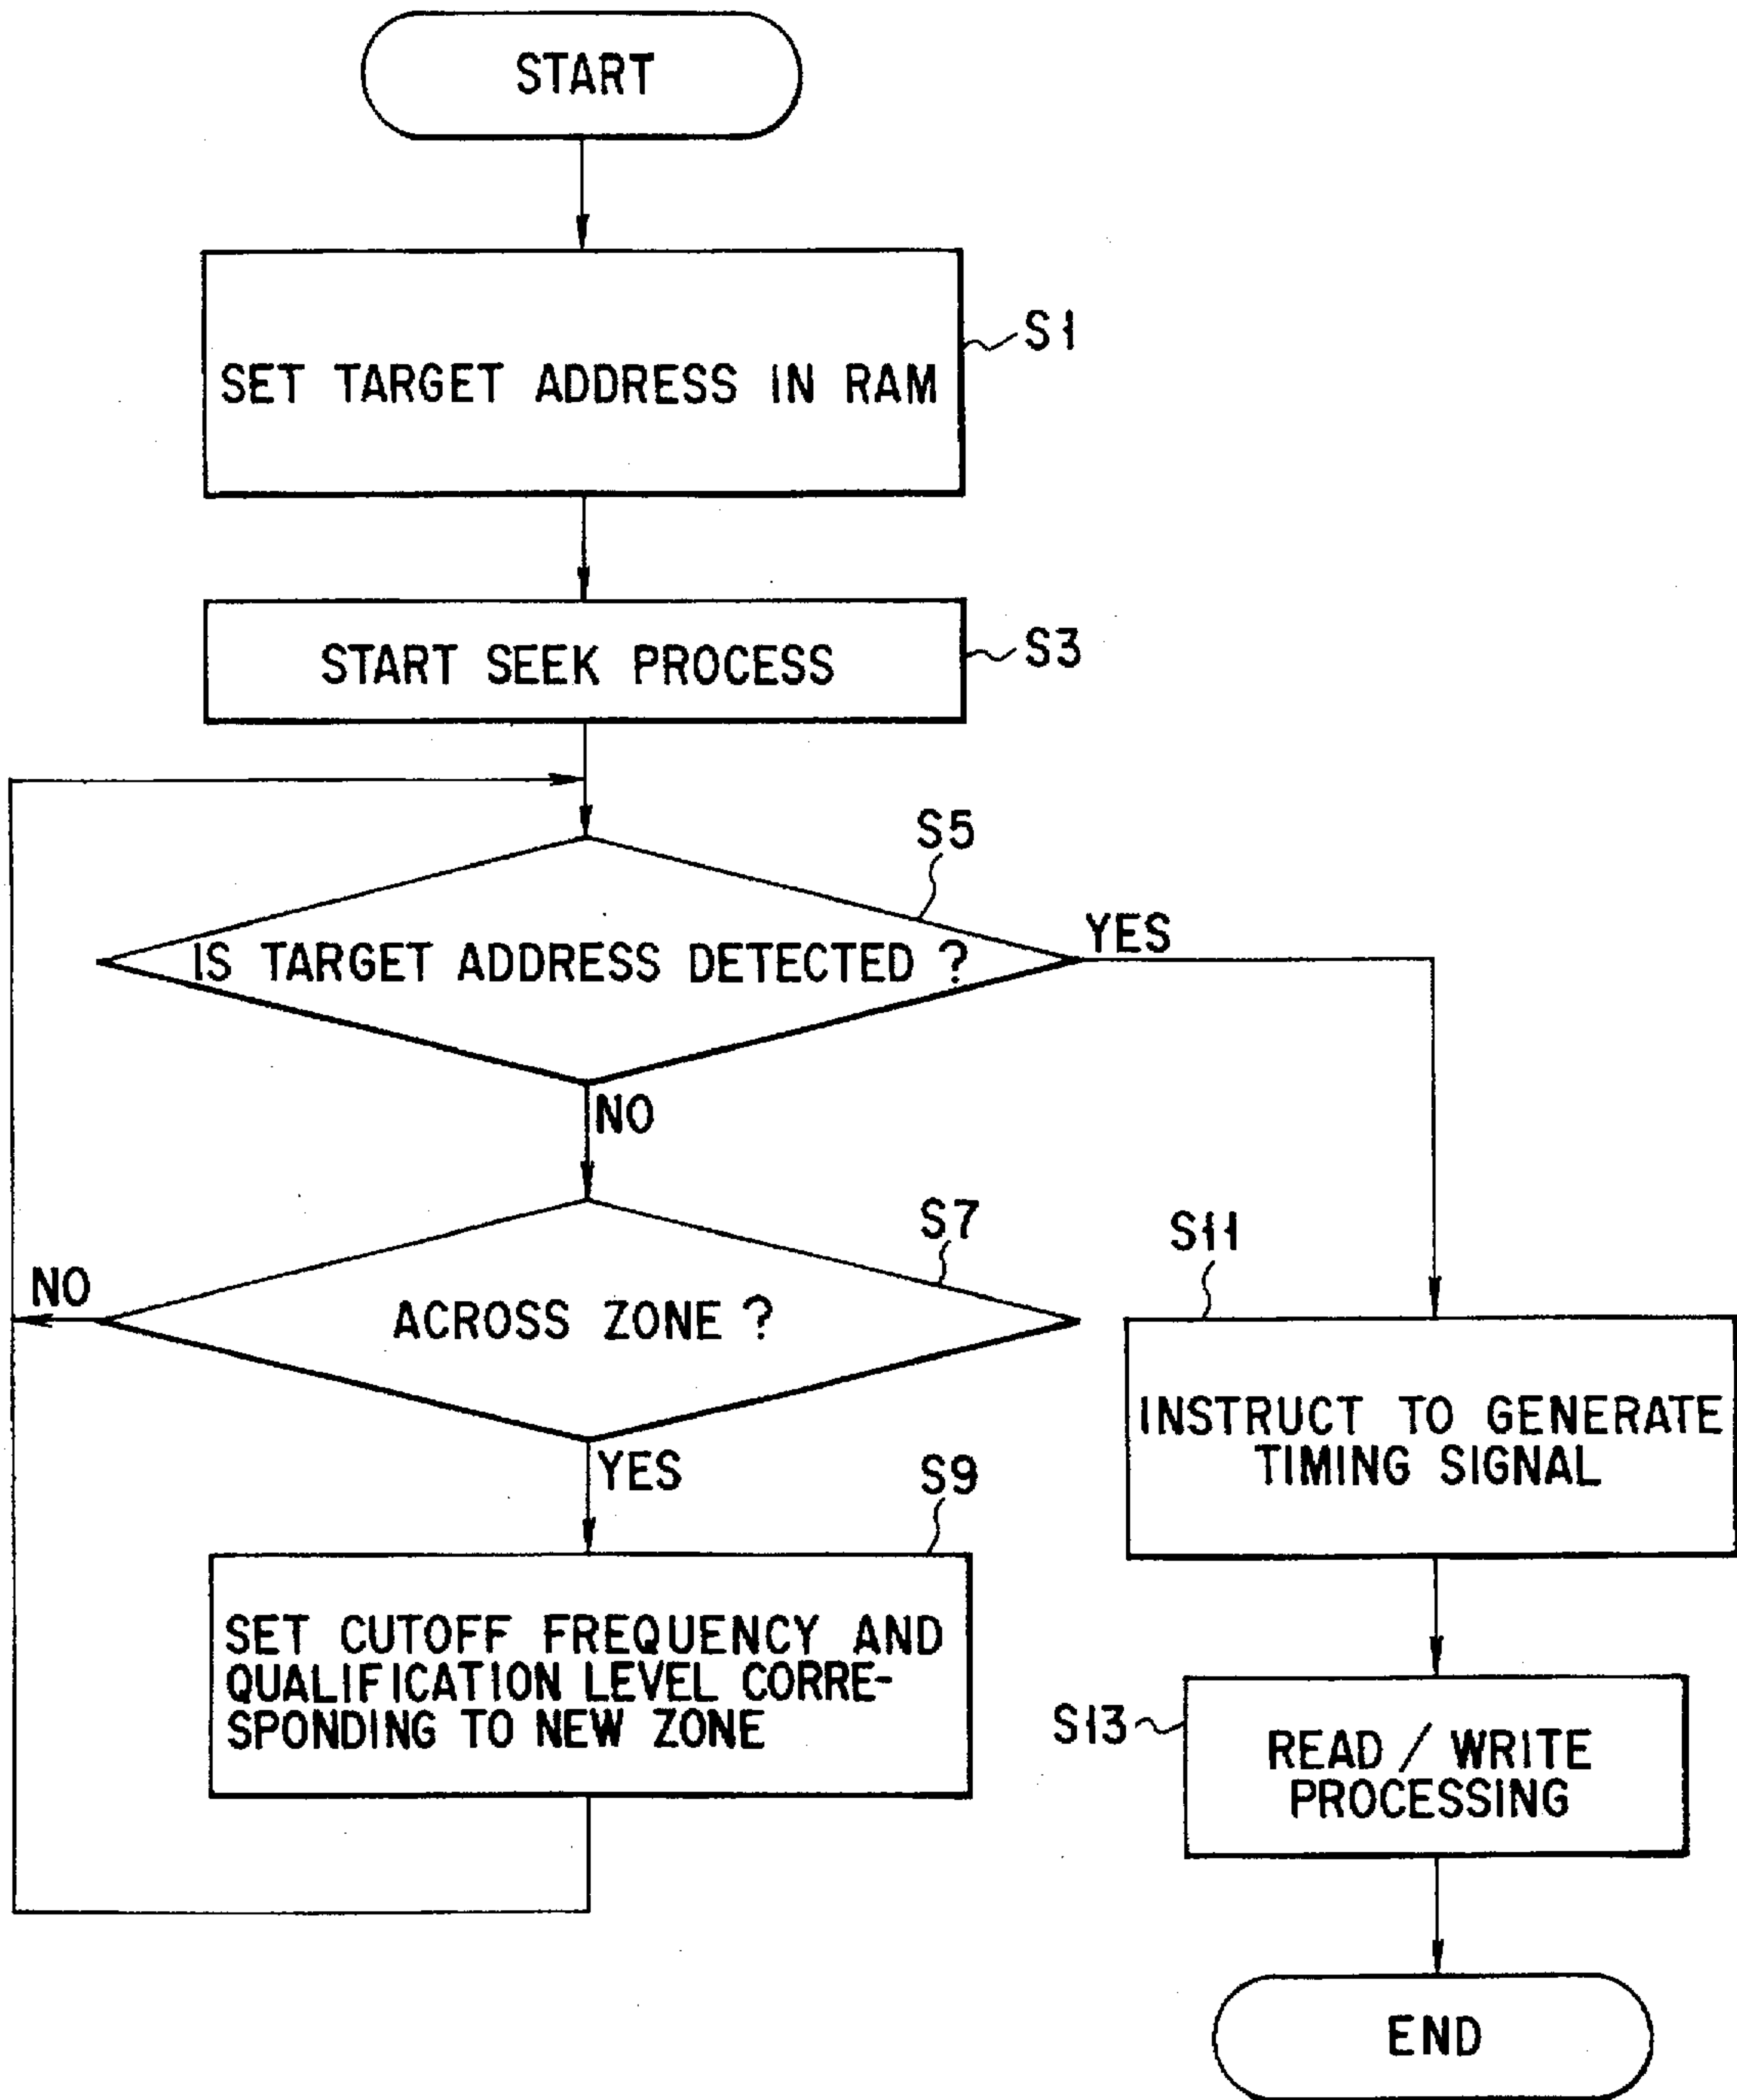 START
SET TARGET ADDRESS IN RAM
S1
START SEEK PROCESS
S3
S5
IS TARGET ADDRESS DETECTED ?
YES
NO
S7
ACROSS ZONE ?
NO
YES
S9
SET CUTOFF FREQUENCY AND
QUALIFICATION LEVEL CORRE-
SPONDING TO NEW ZONE
S11
INSTRUCT TO GENERATE
TIMING SIGNAL
S13
READ / WRITE
PROCESSING
END